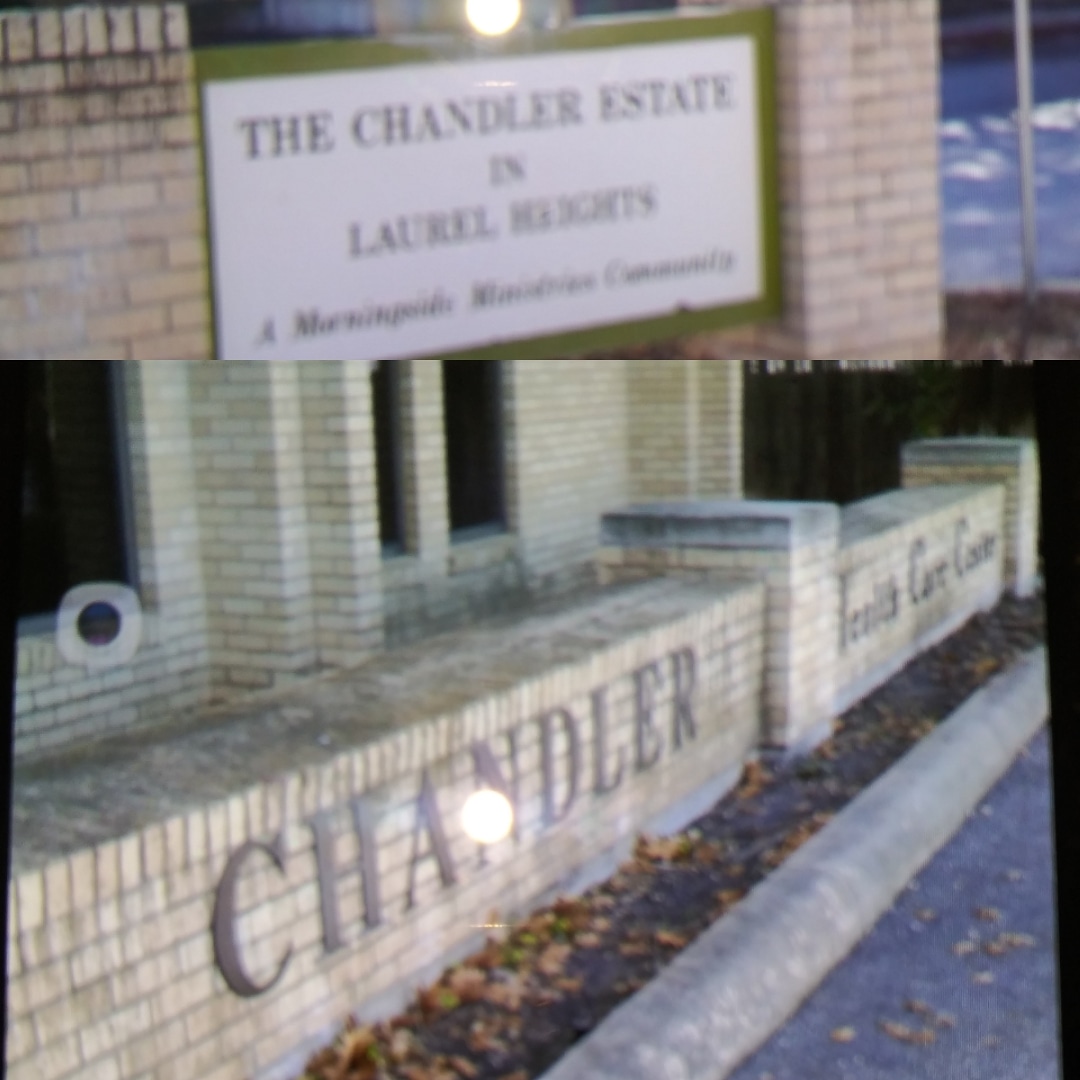 THE CHANDLER ESTATE
IN
LAUREL HEIGHTS
A Morningside Ministries Community
CHANDLER
Health Care Center